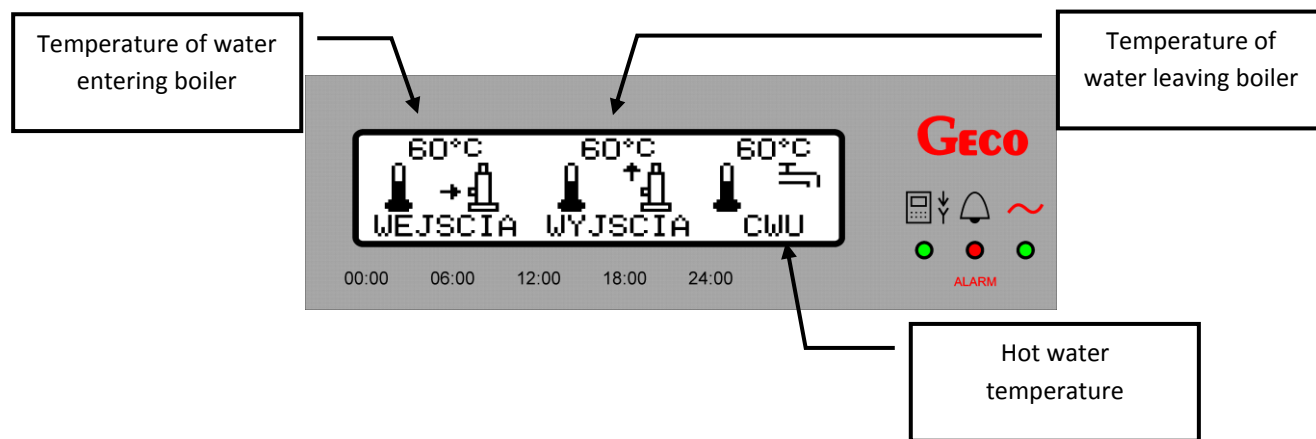 Temperature of water
entering boiler
Temperature of
water leaving boiler
60°C 60°C 60°C
WEJSCIA WYJSCIA CWU
GECO
00:00 06:00 12:00 18:00 24:00
ALARM
Hot water
temperature